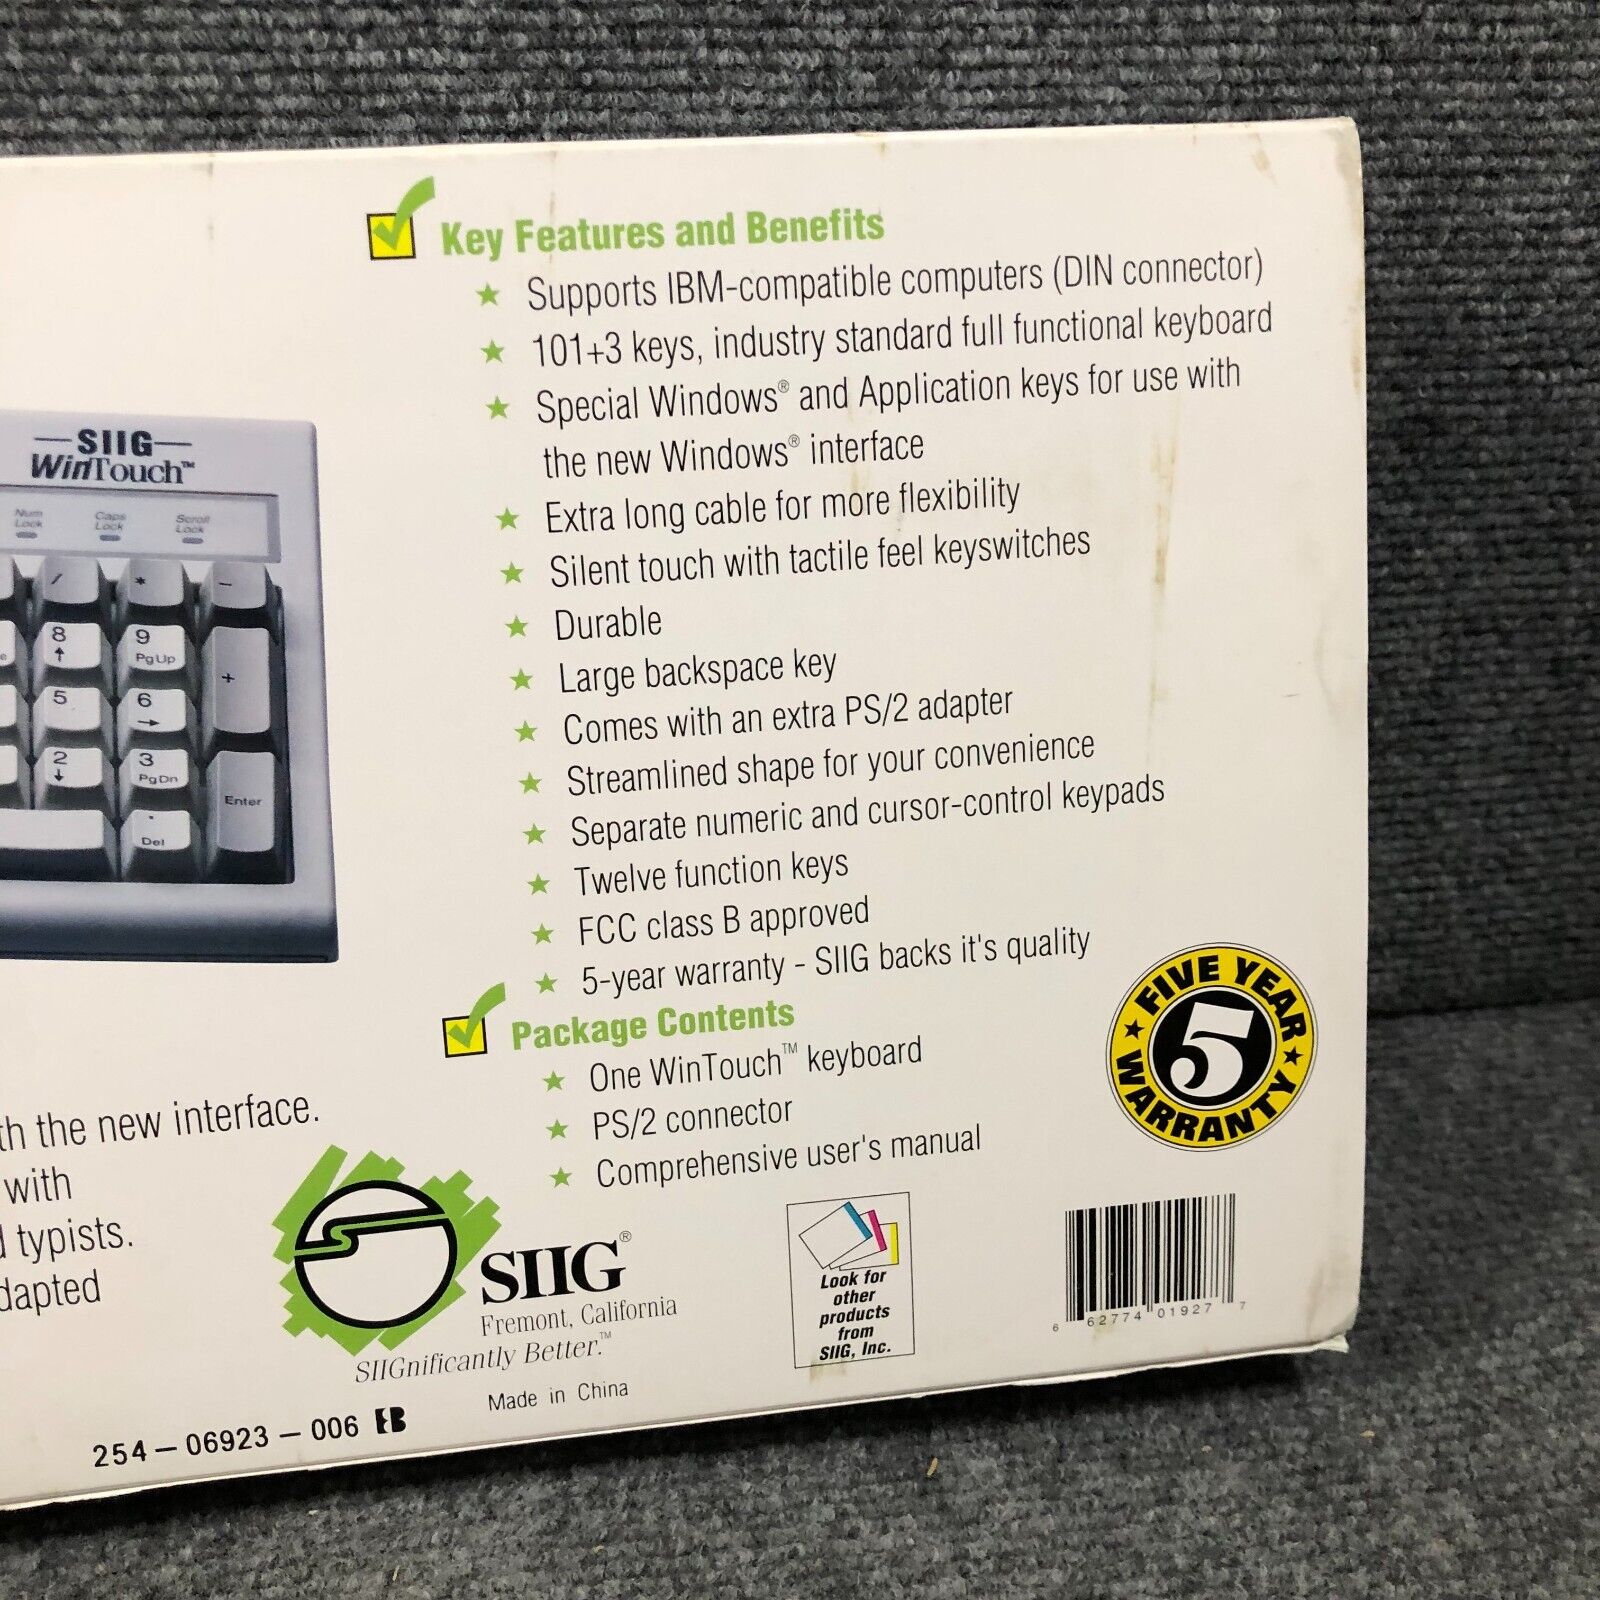 SIIG
WinTouch™
Num Lock
Caps Lock
Scroll Lock
/
*
-
8
9
PgUp
+
5
6
2
3
PgDn
Enter
.
Del
Key Features and Benefits
Supports IBM-compatible computers (DIN connector)
101+3 keys, industry standard full functional keyboard
Special Windows® and Application keys for use with
the new Windows® interface
Extra long cable for more flexibility
Silent touch with tactile feel keyswitches
Durable
Large backspace key
Comes with an extra PS/2 adapter
Streamlined shape for your convenience
Separate numeric and cursor-control keypads
Twelve function keys
FCC class B approved
5-year warranty - SIIG backs it's quality
Package Contents
One WinTouch™ keyboard
PS/2 connector
Comprehensive user's manual
FIVE YEAR
5
WARRANTY
the new interface.
with
typists.
SIIG®
Fremont, California
SIIGnificantly Better.™
Made in China
254-06923-006
Look for
other
products
from
SIIG, Inc.
6 62774 01927 7